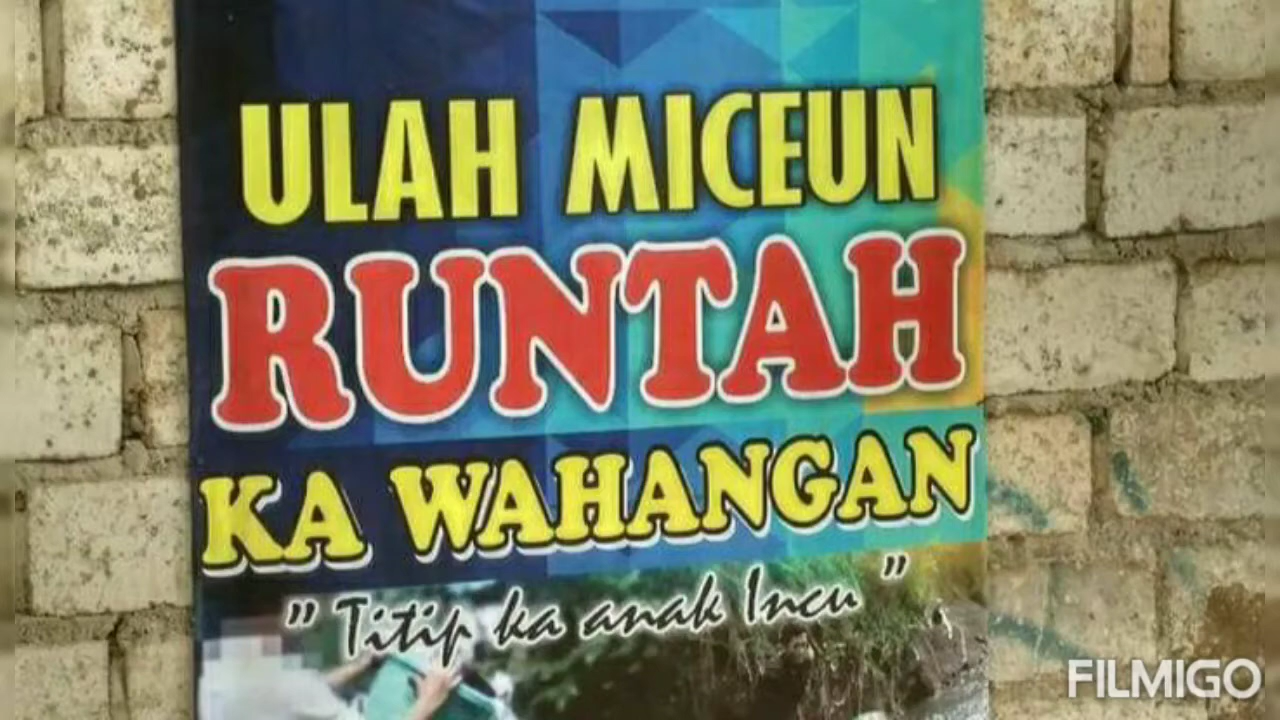 ULAH MICEUN
RUNTAH
KA WAHANGAN
" Titip ka anak Incu "
FILMIGO